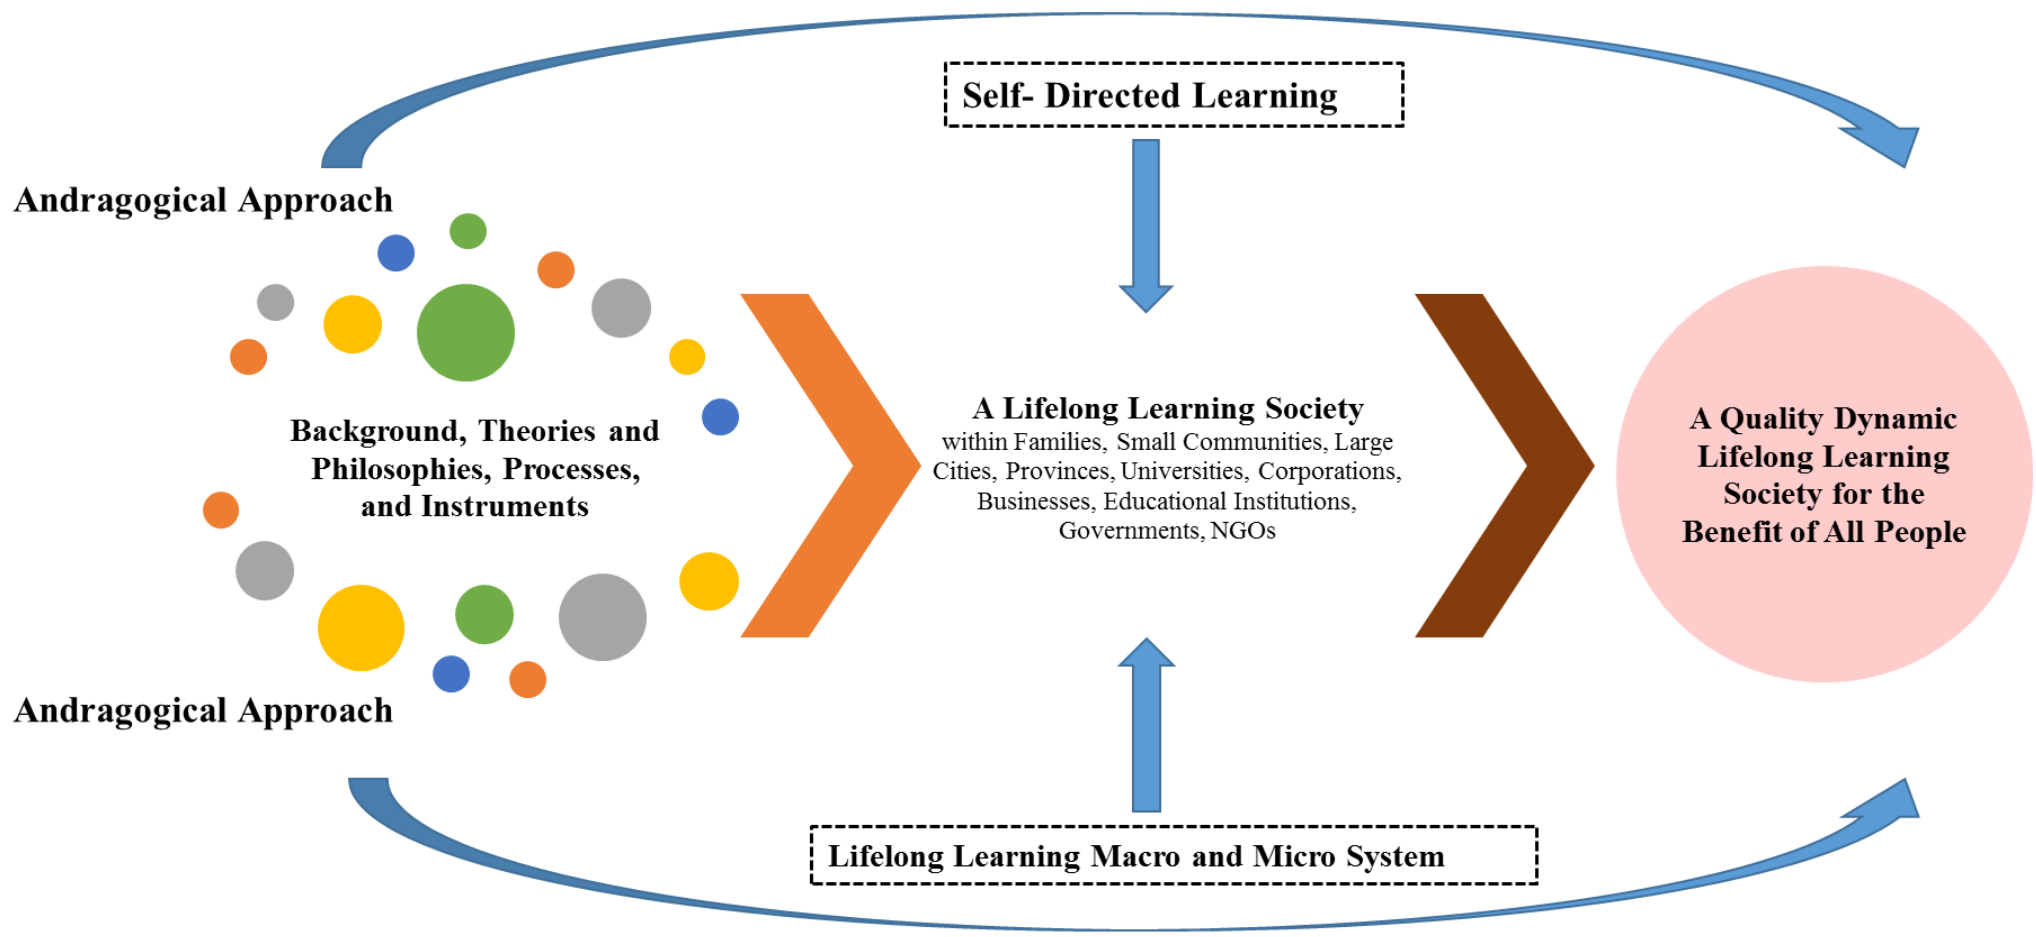 Self- Directed Learning
Andragogical Approach
Background, Theories and
Philosophies, Processes,
and Instruments
A Lifelong Learning Society
within Families, Small Communities, Large
Cities, Provinces, Universities, Corporations,
Businesses, Educational Institutions,
Governments, NGOs
A Quality Dynamic
Lifelong Learning
Society for the
Benefit of All People
Andragogical Approach
Lifelong Learning Macro and Micro System